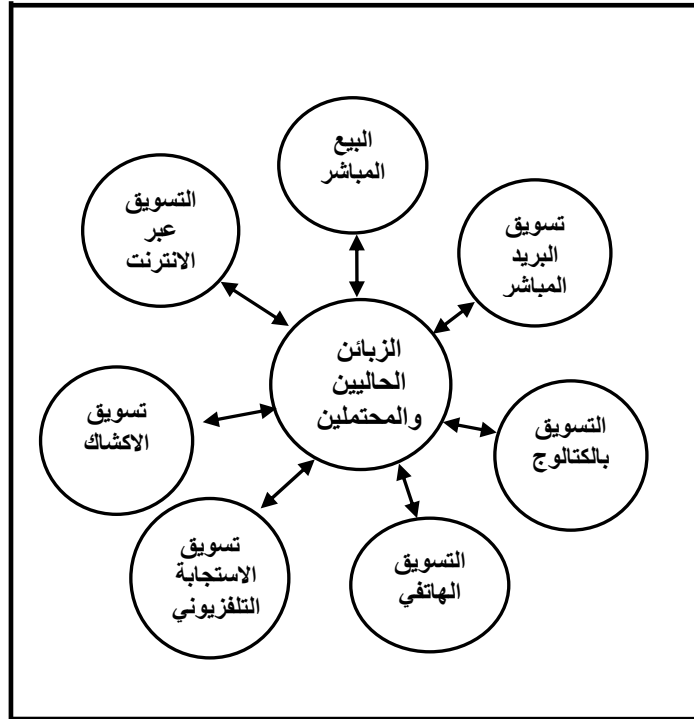 البيع
المباشر
تسويق
البريد
المباشر
التسويق
بالكتالوج
التسويق
الهاتفي
تسويق
الاستجابة
التلفزيوني
تسويق
الاكشاك
التسويق
عبر
الانترنت
الزبائن
الحاليين
والمحتملين